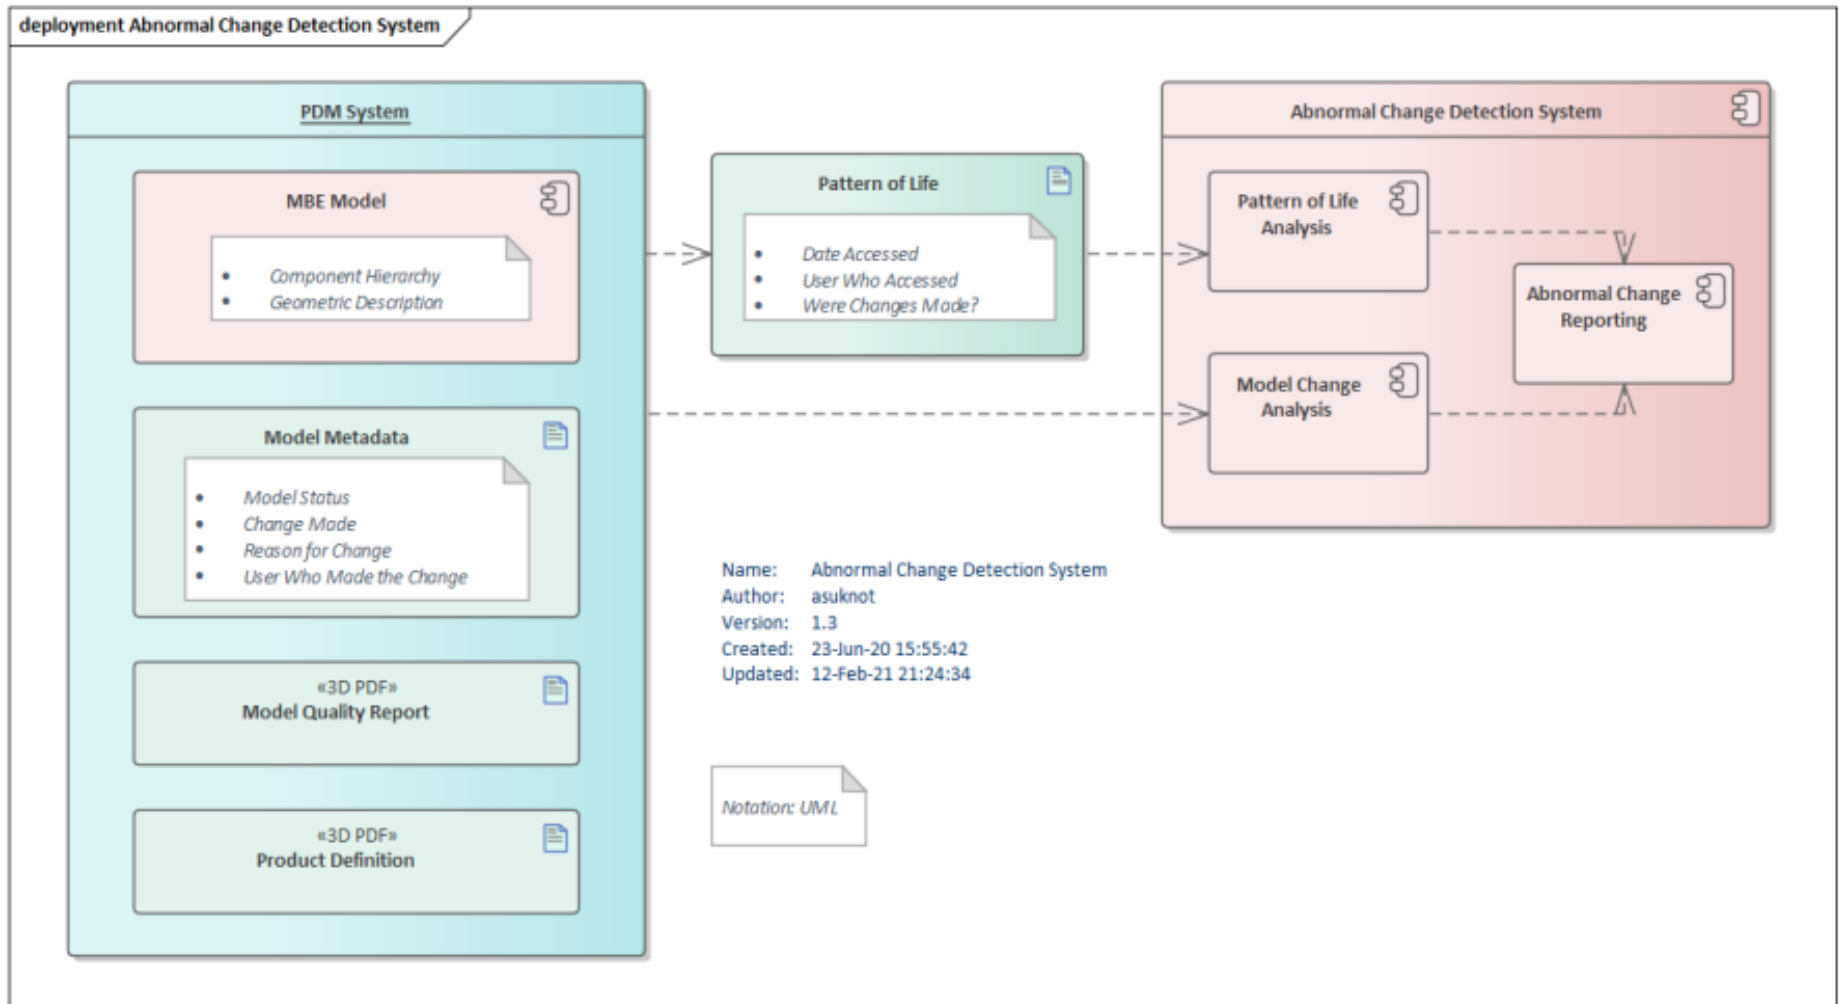 deployment Abnormal Change Detection System
PDM System
MBE Model
• Component Hierarchy
• Geometric Description
Model Metadata
• Model Status
• Change Made
• Reason for Change
• User Who Made the Change
«3D PDF»
Model Quality Report
«3D PDF»
Product Definition
Pattern of Life
• Date Accessed
• User Who Accessed
• Were Changes Made?
Abnormal Change Detection System
Pattern of Life
Analysis
Model Change
Analysis
Abnormal Change
Reporting
Name: Abnormal Change Detection System
Author: asuknot
Version: 1.3
Created: 23-Jun-20 15:55:42
Updated: 12-Feb-21 21:24:34
Notation: UML